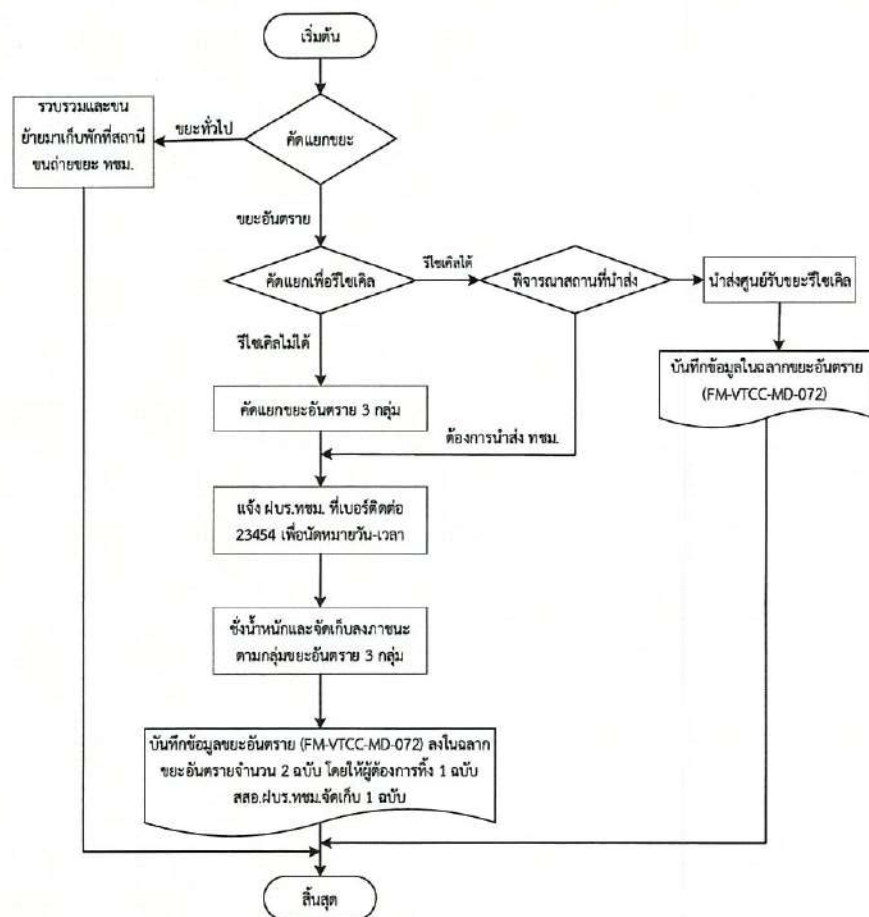 เริ่มต้น
รวบรวมและขน
ย้ายมาเก็บพักที่สถานี
ขนถ่ายขยะ ทชม.
ขยะทั่วไป
คัดแยกขยะ
ขยะอันตราย
คัดแยกเพื่อรีไซเคิล
รีไซเคิลได้
พิจารณาสถานที่นำส่ง
นำส่งศูนย์รับขยะรีไซเคิล
รีไซเคิลไม่ได้
บันทึกข้อมูลในฉลากขยะอันตราย
(FM-VTCC-MD-072)
คัดแยกขยะอันตราย 3 กลุ่ม
ต้องการนำส่ง ทชม.
แจ้ง ฝบร.ทชม. ที่เบอร์ติดต่อ
23454 เพื่อนัดหมายวัน-เวลา
ชั่งน้ำหนักและจัดเก็บลงภาชนะ
ตามกลุ่มขยะอันตราย 3 กลุ่ม
บันทึกข้อมูลขยะอันตราย (FM-VTCC-MD-072) ลงในฉลาก
ขยะอันตรายจำนวน 2 ฉบับ โดยให้ผู้ต้องการทิ้ง 1 ฉบับ
สสอ.ฝบร.ทชม.จัดเก็บ 1 ฉบับ
สิ้นสุด